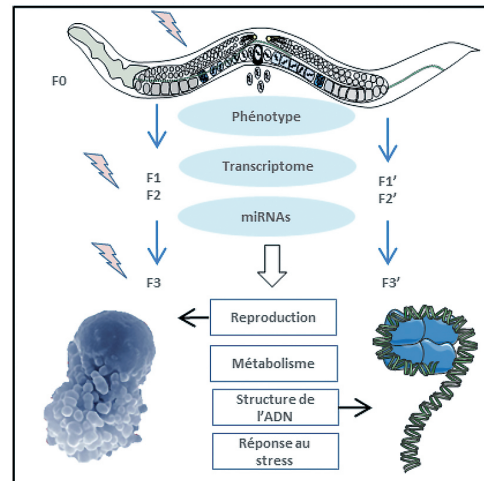 F0
Phénotype
Transcriptome
miRNAs
F1
F2
F1'
F2'
F3
F3'
Reproduction
Métabolisme
Structure de
l'ADN
Réponse au
stress